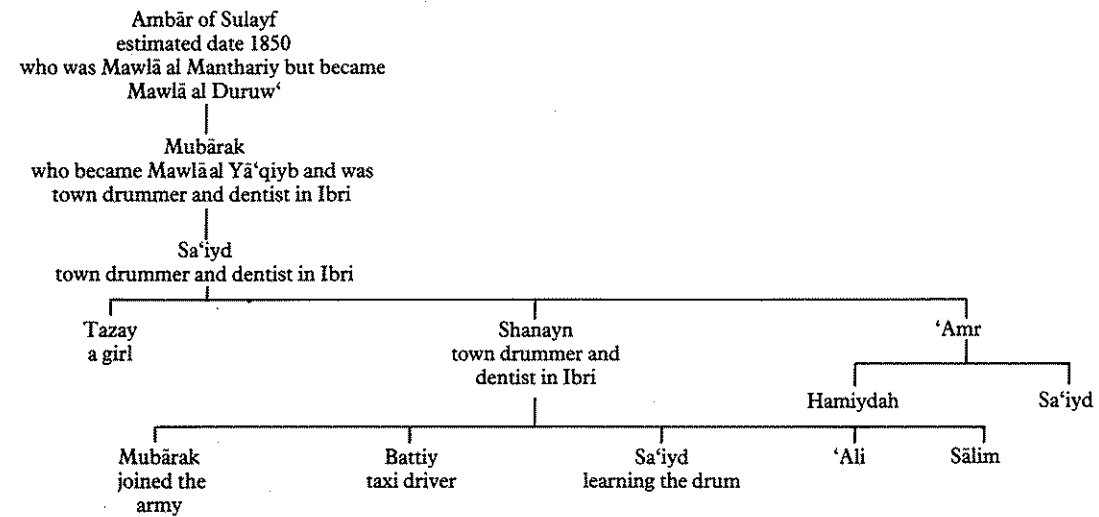 Ambār of Sulayf
estimated date 1850
who was Mawlā al Manthariy but became
Mawlā al Duruw‘
Mubārak
who became Mawlā al Yā‘qiyb and was
town drummer and dentist in Ibri
Sa‘iyd
town drummer and dentist in Ibri
Tazay
a girl
Shanayn
town drummer and
dentist in Ibri
‘Amr
Hamiydah
Sa‘iyd
Mubārak
joined the
army
Battiy
taxi driver
Sa‘iyd
learning the drum
‘Ali
Sālim